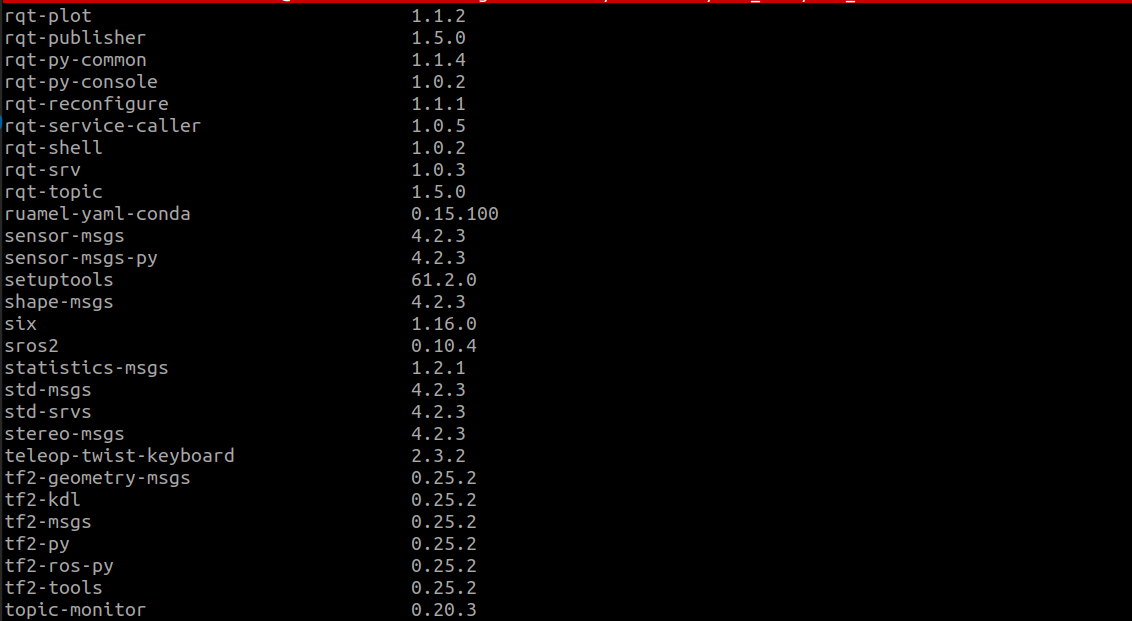 rqt-plot 1.1.2
rqt-publisher 1.5.0
rqt-py-common 1.1.4
rqt-py-console 1.0.2
rqt-reconfigure 1.1.1
rqt-service-caller 1.0.5
rqt-shell 1.0.2
rqt-srv 1.0.3
rqt-topic 1.5.0
ruamel-yaml-conda 0.15.100
sensor-msgs 4.2.3
sensor-msgs-py 4.2.3
setuptools 61.2.0
shape-msgs 4.2.3
six 1.16.0
sros2 0.10.4
statistics-msgs 1.2.1
std-msgs 4.2.3
std-srvs 4.2.3
stereo-msgs 4.2.3
teleop-twist-keyboard 2.3.2
tf2-geometry-msgs 0.25.2
tf2-kdl 0.25.2
tf2-msgs 0.25.2
tf2-py 0.25.2
tf2-ros-py 0.25.2
tf2-tools 0.25.2
topic-monitor 0.20.3